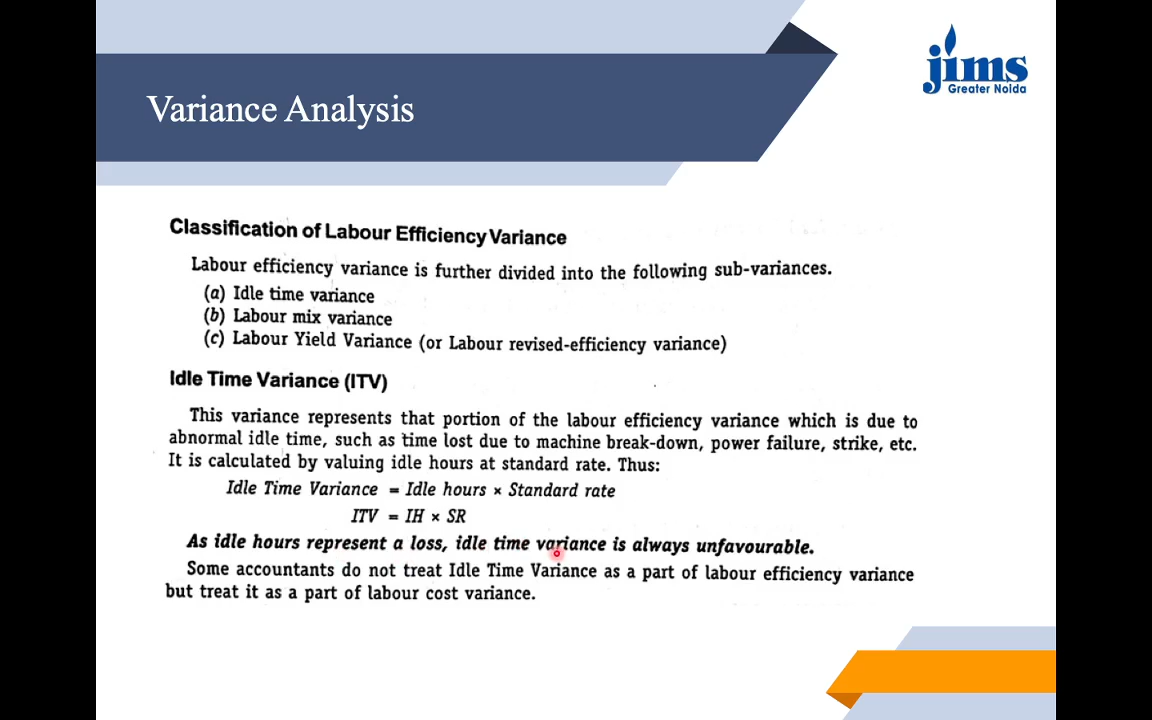 jims
Greater Noida
Variance Analysis
Classification of Labour Efficiency Variance
Labour efficiency variance is further divided into the following sub-variances.
(a) Idle time variance
(b) Labour mix variance
(c) Labour Yield Variance (or Labour revised-efficiency variance)
Idle Time Variance (ITV)
This variance represents that portion of the labour efficiency variance which is due to
abnormal idle time, such as time lost due to machine break-down, power failure, strike, etc.
It is calculated by valuing idle hours at standard rate. Thus:
Idle Time Variance = Idle hours × Standard rate
ITV = IH × SR
As idle hours represent a loss, idle time variance is always unfavourable.
Some accountants do not treat Idle Time Variance as a part of labour efficiency variance
but treat it as a part of labour cost variance.